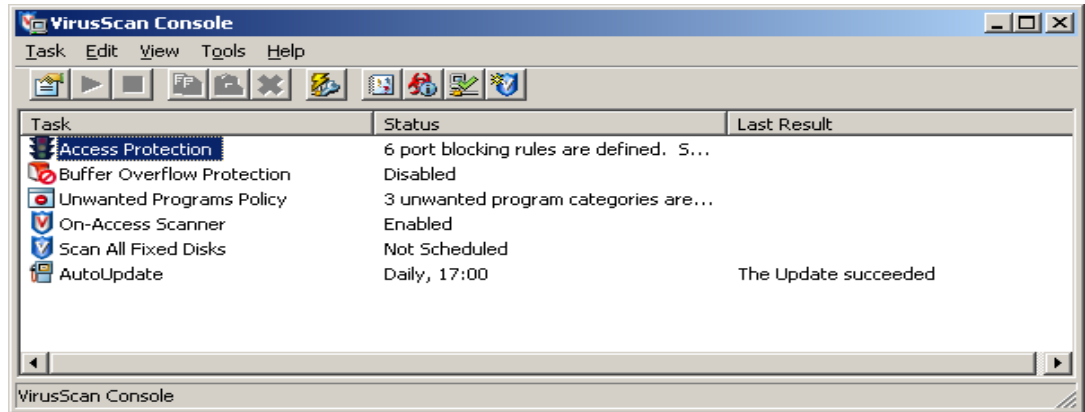 VirusScan Console
Task Edit View Tools Help
Task Status Last Result
Access Protection 6 port blocking rules are defined. S...
Buffer Overflow Protection Disabled
Unwanted Programs Policy 3 unwanted program categories are...
On-Access Scanner Enabled
Scan All Fixed Disks Not Scheduled
AutoUpdate Daily, 17:00 The Update succeeded
VirusScan Console